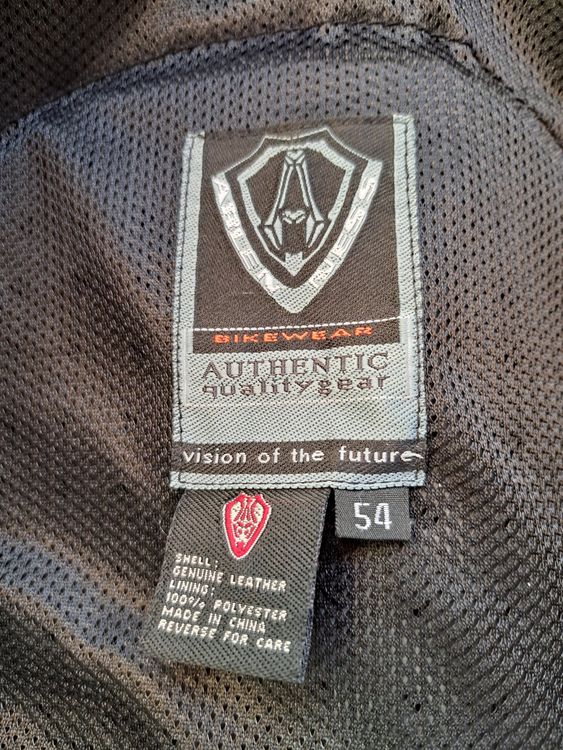 BIKEWEAR
AUTHENTIC
qualitygear
vision of the future
54
SHELL:
GENUINE LEATHER
LINING:
100% POLYESTER
MADE IN CHINA
REVERSE FOR CARE